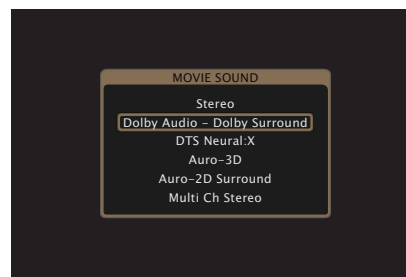 MOVIE SOUND
Stereo
Dolby Audio – Dolby Surround
DTS Neural:X
Auro-3D
Auro-2D Surround
Multi Ch Stereo